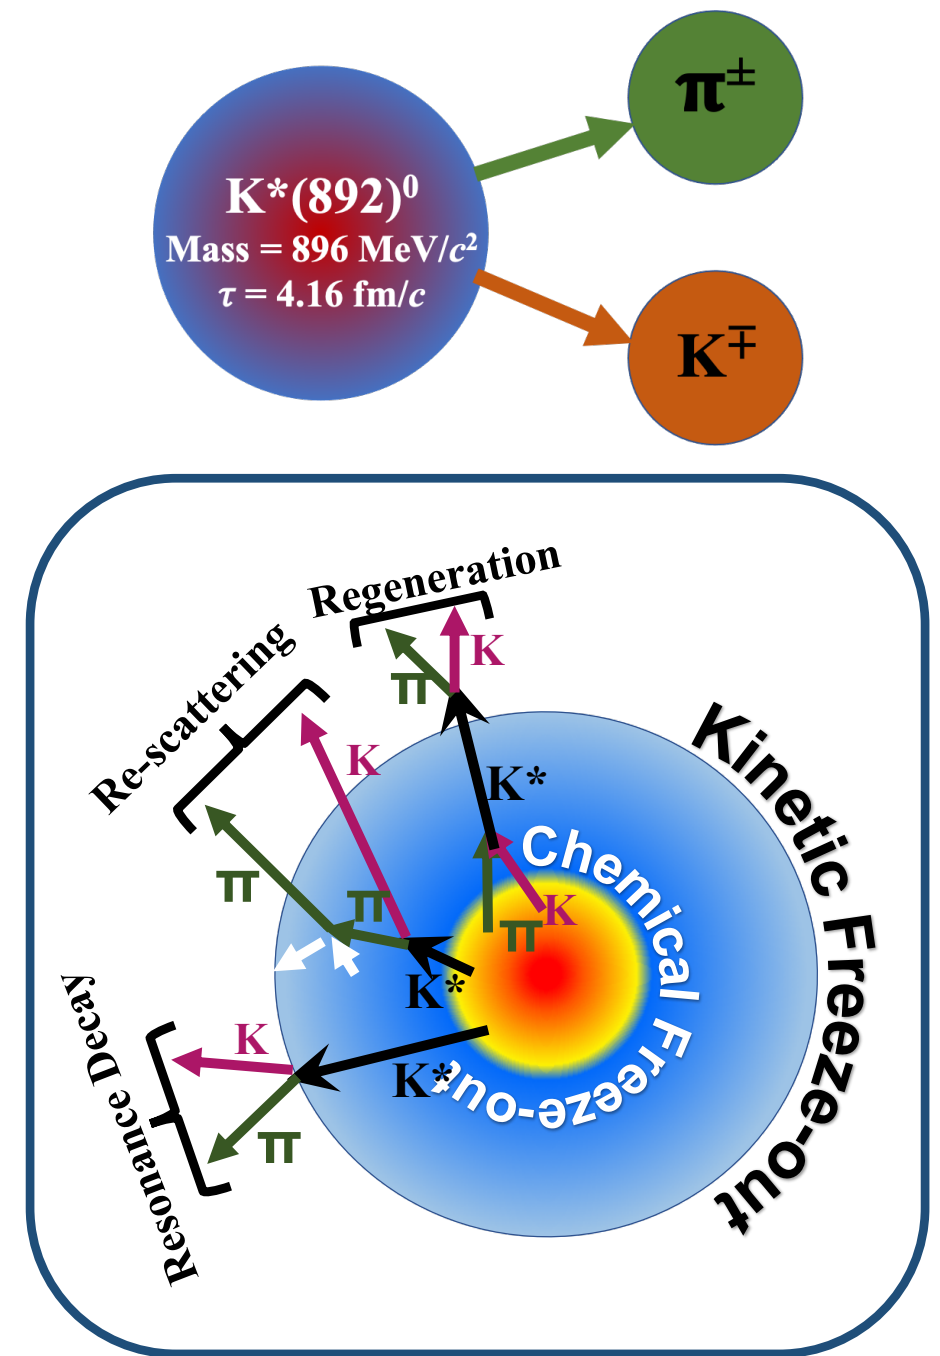 π±
K*(892)⁰
Mass = 896 MeV/c²
τ = 4.16 fm/c
K∓
Regeneration
K
π
Re-scattering
K
K*
π
π
Chemical Freeze-out
Kinetic Freeze-out
K
π
K*
Resonance Decay
K
K*
π